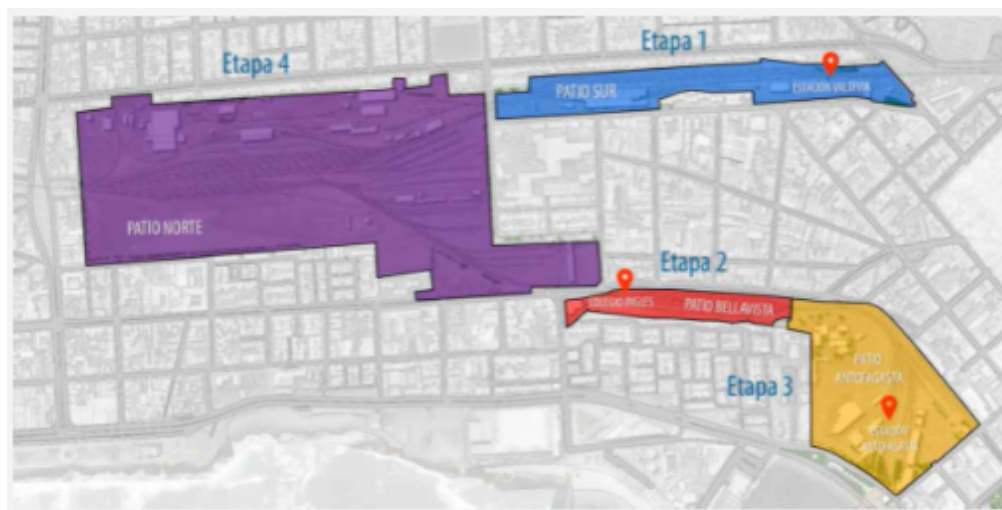 Etapa 1
Etapa 4
PATIO SUR
ESTACIÓN VALDIVIA
PATIO NORTE
Etapa 2
COLEGIO INGLÉS
PATIO BELLAVISTA
PATIO
ANTOFAGASTA
Etapa 3
ESTACIÓN
ANTOFAGASTA